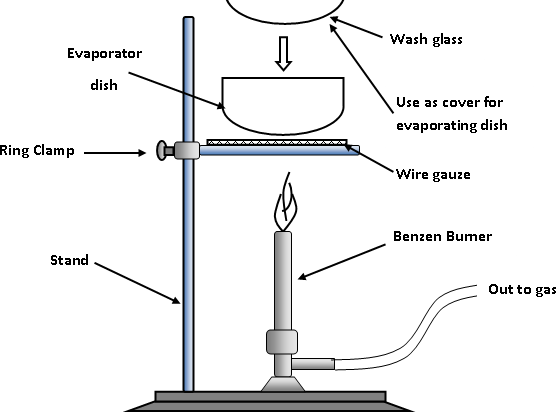 Wash glass
Evaporator
dish
Use as cover for
evaporating dish
Ring Clamp
Wire gauze
Benzen Burner
Stand
Out to gas